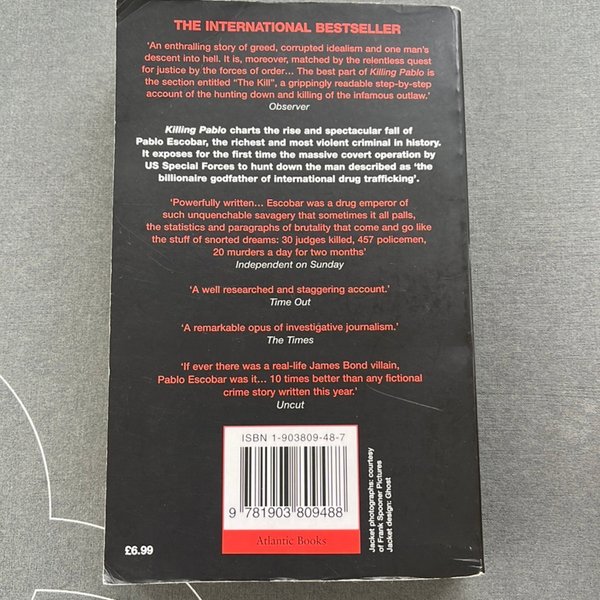 THE INTERNATIONAL BESTSELLER
'An enthralling story of greed, corrupted idealism and one man's
descent into hell. It is, moreover, matched by the relentless quest
for justice by the forces of order... The best part of Killing Pablo is
the section entitled "The Kill", a grippingly readable step-by-step
account of the hunting down and killing of the infamous outlaw.'
Observer
Killing Pablo charts the rise and spectacular fall of
Pablo Escobar, the richest and most violent criminal in history.
It exposes for the first time the massive covert operation by
US Special Forces to hunt down the man described as 'the
billionaire godfather of international drug trafficking'.
'Powerfully written... Escobar was a drug emperor of
such unquenchable savagery that sometimes it all palls,
the statistics and paragraphs of brutality that come and go like
the stuff of snorted dreams: 30 judges killed, 457 policemen,
20 murders a day for two months'
Independent on Sunday
'A well researched and staggering account.'
Time Out
'A remarkable opus of investigative journalism.'
The Times
'If ever there was a real-life James Bond villain,
Pablo Escobar was it... 10 times better than any fictional
crime story written this year.'
Uncut
ISBN 1-903809-48-7
9 781903 809488
Atlantic Books
£6.99
Jacket photographs: courtesy
of Frank Spooner Pictures
Jacket design: Ghost